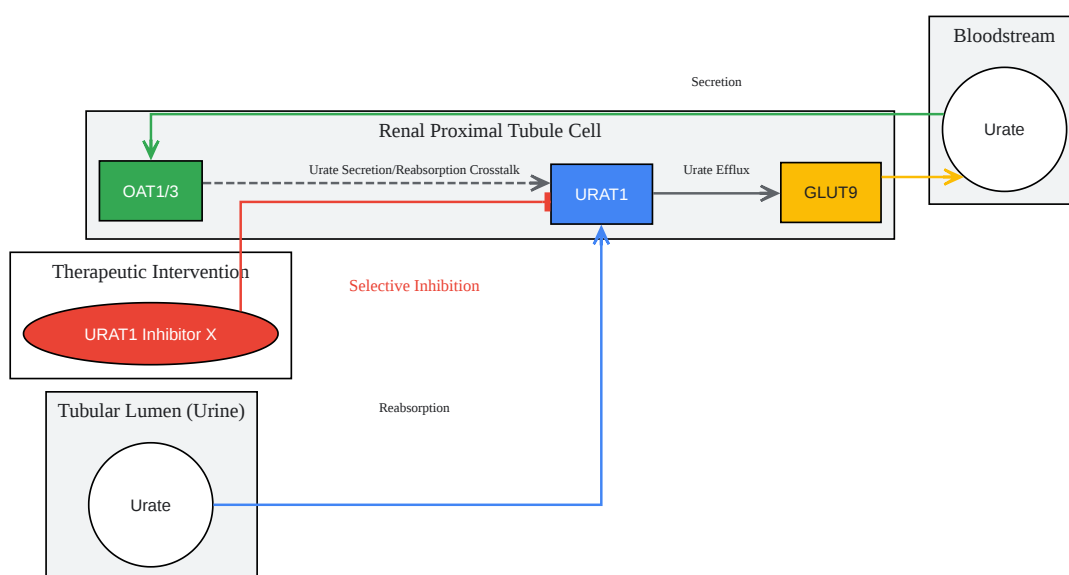 Bloodstream
Urate
Secretion
Renal Proximal Tubule Cell
OAT1/3
Urate Secretion/Reabsorption Crosstalk
URAT1
Urate Efflux
GLUT9
Therapeutic Intervention
Selective Inhibition
URAT1 Inhibitor X
Tubular Lumen (Urine)
Reabsorption
Urate